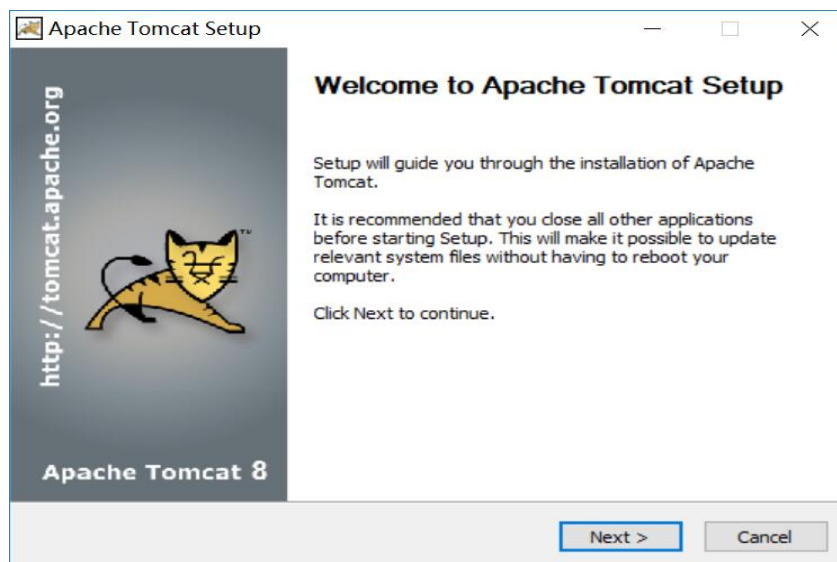 Apache Tomcat Setup
http://tomcat.apache.org
Apache Tomcat 8
Welcome to Apache Tomcat Setup
Setup will guide you through the installation of Apache
Tomcat.
It is recommended that you close all other applications
before starting Setup. This will make it possible to update
relevant system files without having to reboot your
computer.
Click Next to continue.
TM
Next >
Cancel